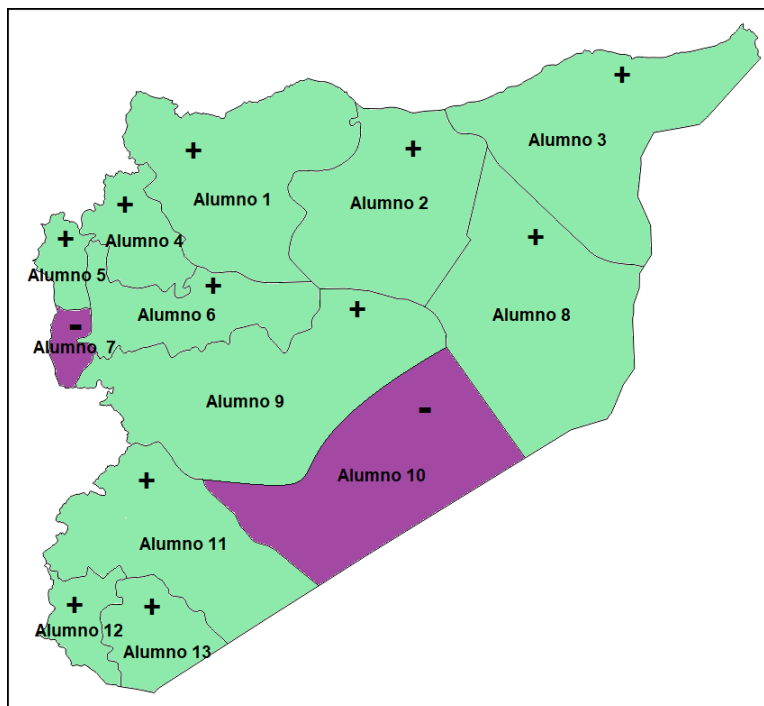 +
Alumno 3
+
Alumno 1
+
Alumno 2
+
Alumno 4
+
Alumno 5
+
Alumno 8
+
Alumno 6
-
Alumno 7
+
Alumno 9
-
Alumno 10
+
Alumno 11
+
Alumno 12
+
Alumno 13